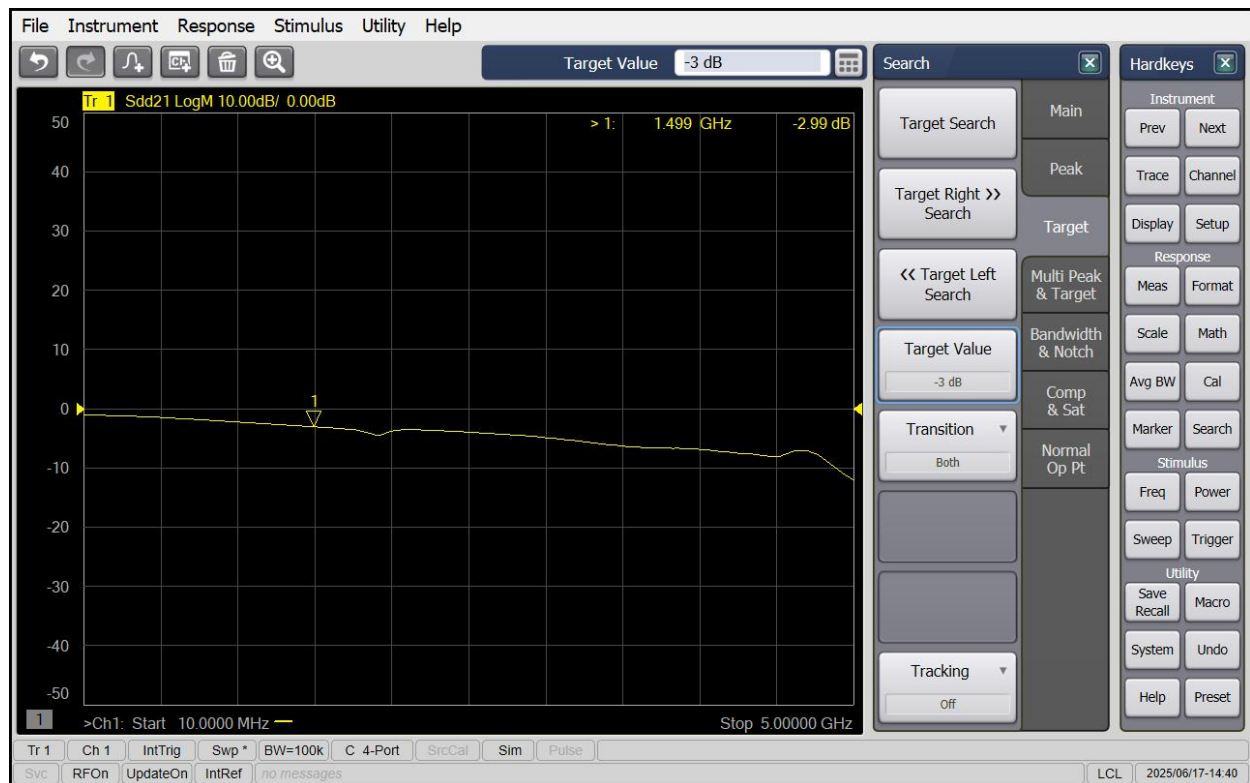 File Instrument Response Stimulus Utility Help
Target Value -3 dB
Tr 1 Sdd21 LogM 10.00dB/ 0.00dB
> 1: 1.499 GHz -2.99 dB
50
40
30
20
10
0
-10
-20
-30
-40
-50
1
1 >Ch1: Start 10.0000 MHz Stop 5.00000 GHz
Search
Target Search
Target Right >>
Search
<< Target Left
Search
Target Value
-3 dB
Transition
Both
Tracking
Off
Main
Peak
Target
Multi Peak
& Target
Bandwidth
& Notch
Comp
& Sat
Normal
Op Pt
Hardkeys
Instrument
Prev Next
Trace Channel
Display Setup
Response
Meas Format
Scale Math
Avg BW Cal
Marker Search
Stimulus
Freq Power
Sweep Trigger
Utility
Save
Recall Macro
System Undo
Help Preset
Tr 1 Ch 1 IntTrig Swp * BW=100k C 4-Port SrcCal Sim Pulse
Svc RFOn UpdateOn IntRef no messages LCL 2025/06/17-14:40